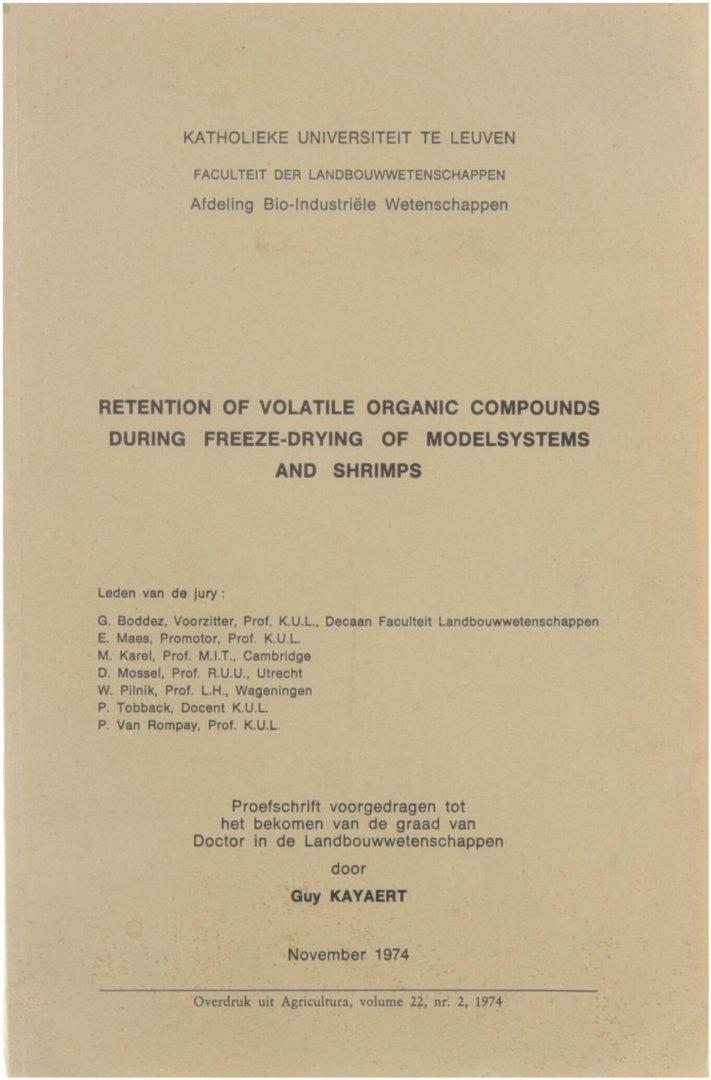 KATHOLIEKE UNIVERSITEIT TE LEUVEN
FACULTEIT DER LANDBOUWWETENSCHAPPEN
Afdeling Bio-Industriële Wetenschappen
RETENTION OF VOLATILE ORGANIC COMPOUNDS
DURING FREEZE-DRYING OF MODELSYSTEMS
AND SHRIMPS
Leden van de jury :
G. Boddez, Voorzitter, Prof. K.U.L., Decaan Faculteit Landbouwwetenschappen
E. Maes, Promotor, Prof. K.U.L.
M. Karel, Prof. M.I.T., Cambridge
D. Mossel, Prof. R.U.U., Utrecht
W. Pilnik, Prof. L.H., Wageningen
P. Tobback, Docent K.U.L.
P. Van Rompay, Prof. K.U.L.
Proefschrift voorgedragen tot
het bekomen van de graad van
Doctor in de Landbouwwetenschappen
door
Guy KAYAERT
November 1974
Overdruk uit Agricultura, volume 22, nr. 2, 1974